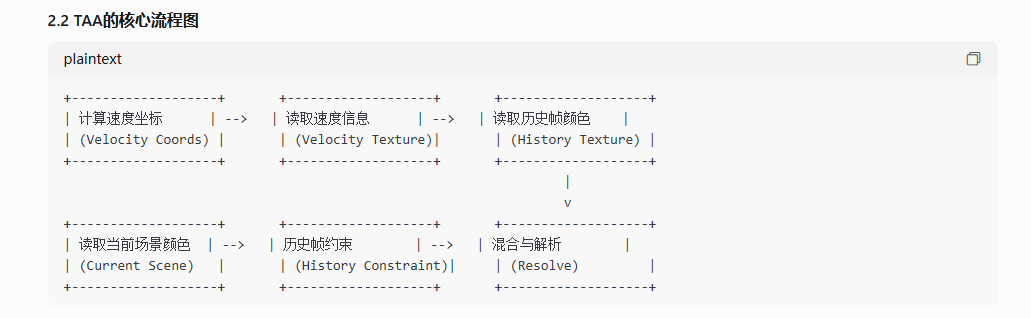 2.2 TAA的核心流程图
plaintext
+-------------------+       +-------------------+       +-------------------+
| 计算速度坐标      | -->   | 读取速度信息      | -->   | 读取历史帧颜色    |
| (Velocity Coords) |       | (Velocity Texture)|       | (History Texture) |
+-------------------+       +-------------------+       +-------------------+
                                                                 |
                                                                 v
+-------------------+       +-------------------+       +-------------------+
| 读取当前场景颜色  | -->   | 历史帧约束        | -->   | 混合与解析        |
| (Current Scene)   |       | (History Constraint)|     | (Resolve)         |
+-------------------+       +-------------------+       +-------------------+